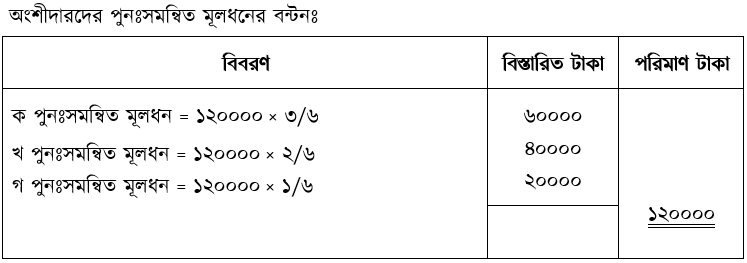 অংশীদারদের পুনঃসমন্বিত মূলধনের বন্টনঃ
বিবরণ বিস্তারিত টাকা পরিমাণ টাকা
ক পুনঃসমন্বিত মূলধন = ১২০০০০ × ৩/৬ ৬০০০০
খ পুনঃসমন্বিত মূলধন = ১২০০০০ × ২/৬ ৪০০০০
গ পুনঃসমন্বিত মূলধন = ১২০০০০ × ১/৬ ২০০০০
১২০০০০